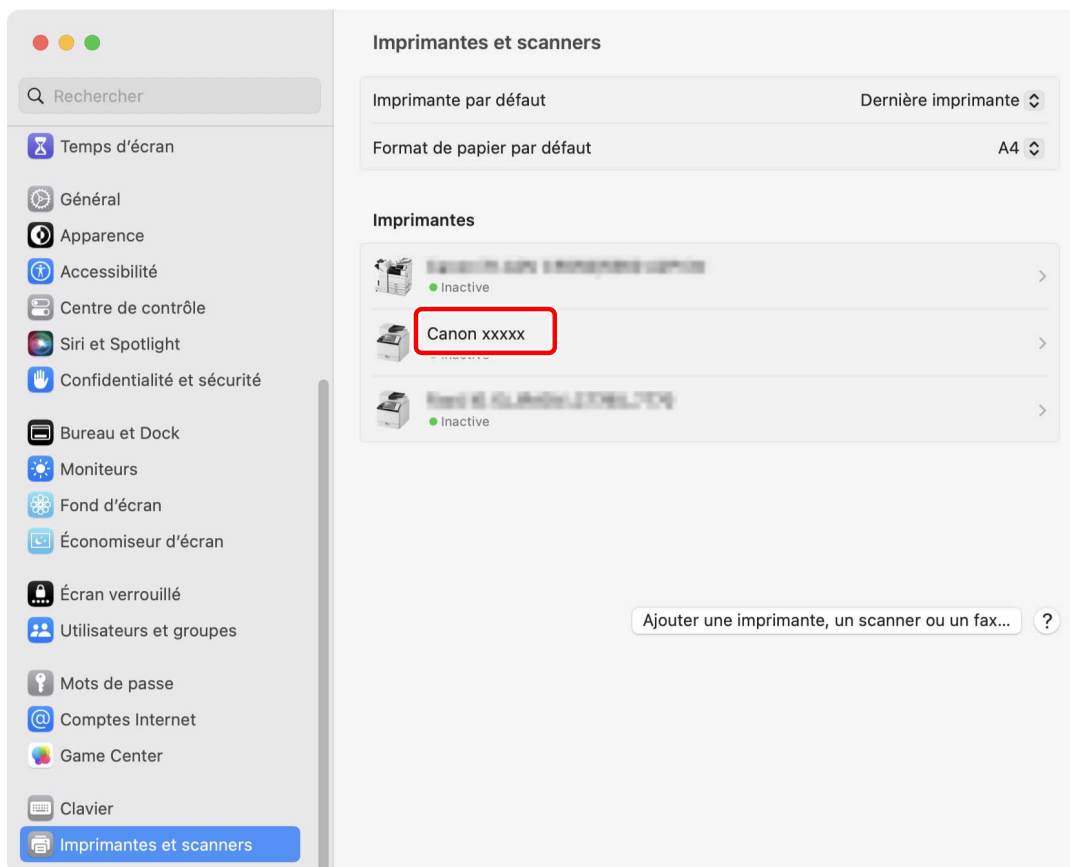 Imprimantes et scanners
Rechercher
Imprimante par défaut
Dernière imprimante
Format de papier par défaut
A4
Temps d'écran
Général
Apparence
Accessibilité
Centre de contrôle
Siri et Spotlight
Confidentialité et sécurité
Bureau et Dock
Moniteurs
Fond d'écran
Économiseur d'écran
Écran verrouillé
Utilisateurs et groupes
Mots de passe
Comptes Internet
Game Center
Clavier
Imprimantes et scanners
Imprimantes
Inactive
Canon xxxxx
Inactive
Inactive
Ajouter une imprimante, un scanner ou un fax...
?